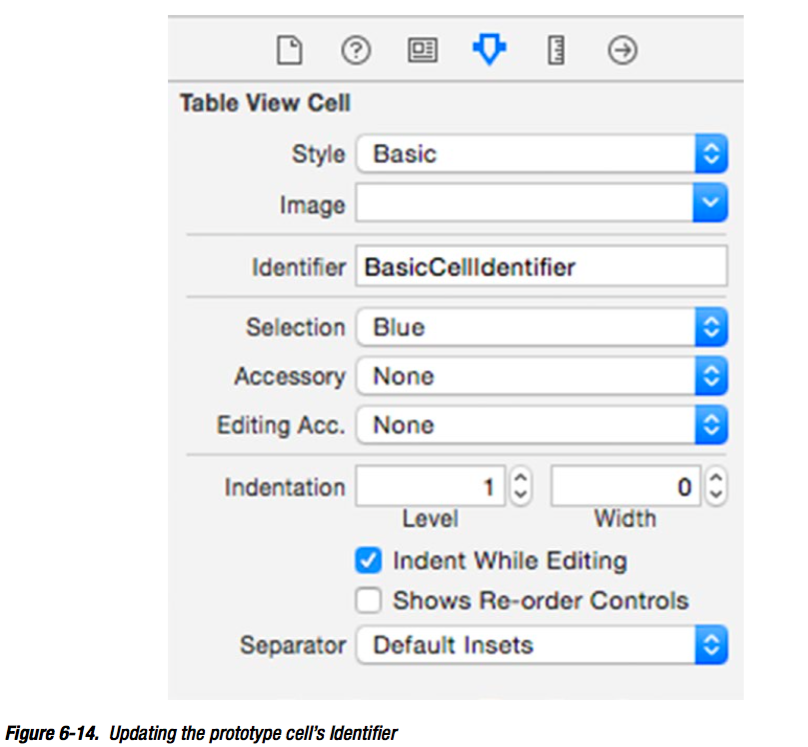 Table View Cell
Style Basic
Image
Identifier BasicCellIdentifier
Selection Blue
Accessory None
Editing Acc. None
Indentation 1 0
Level Width
Indent While Editing
Shows Re-order Controls
Separator Default Insets
Figure 6-14. Updating the prototype cell's Identifier